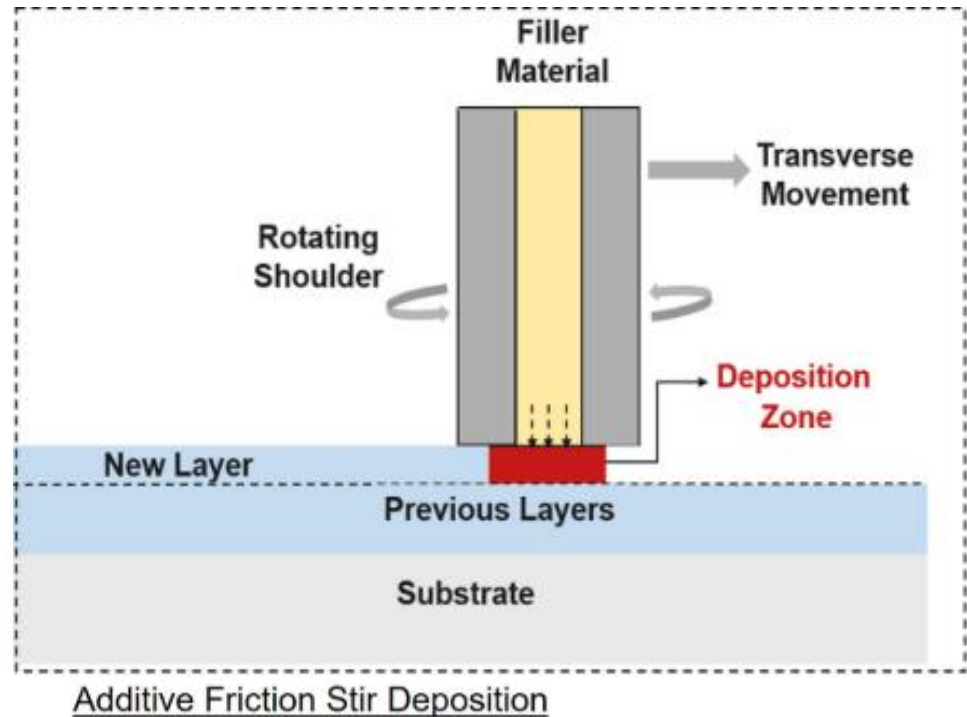 Filler
Material
Transverse
Movement
Rotating
Shoulder
Deposition
Zone
New Layer
Previous Layers
Substrate
Additive Friction Stir Deposition